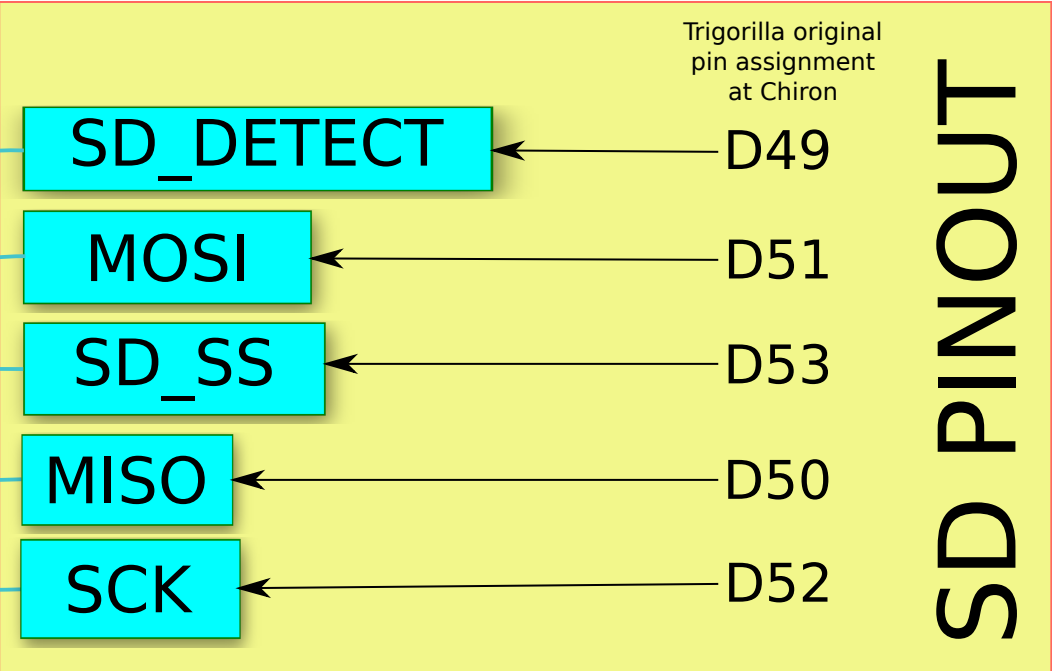 Trigorilla original
pin assignment
at Chiron
SD_DETECT D49
MOSI D51
SD_SS D53
MISO D50
SCK D52
SD PINOUT